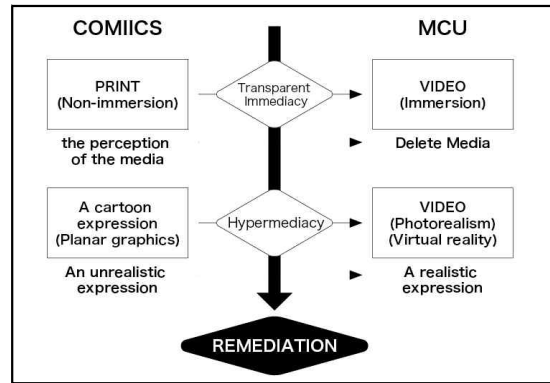 COMIICS
MCU
PRINT
(Non-immersion)
Transparent
Immediacy
VIDEO
(Immersion)
the perception
of the media
Delete Media
A cartoon
expression
(Planar graphics)
Hypermediacy
VIDEO
(Photorealism)
(Virtual reality)
An unrealistic
expression
A realistic
expression
REMEDIATION